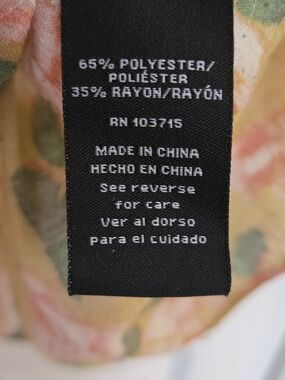 65% POLYESTER/
POLIÉSTER
35% RAYON/RAYÓN
RN 103715
MADE IN CHINA
HECHO EN CHINA
See reverse
for care
Ver al dorso
para el cuidado